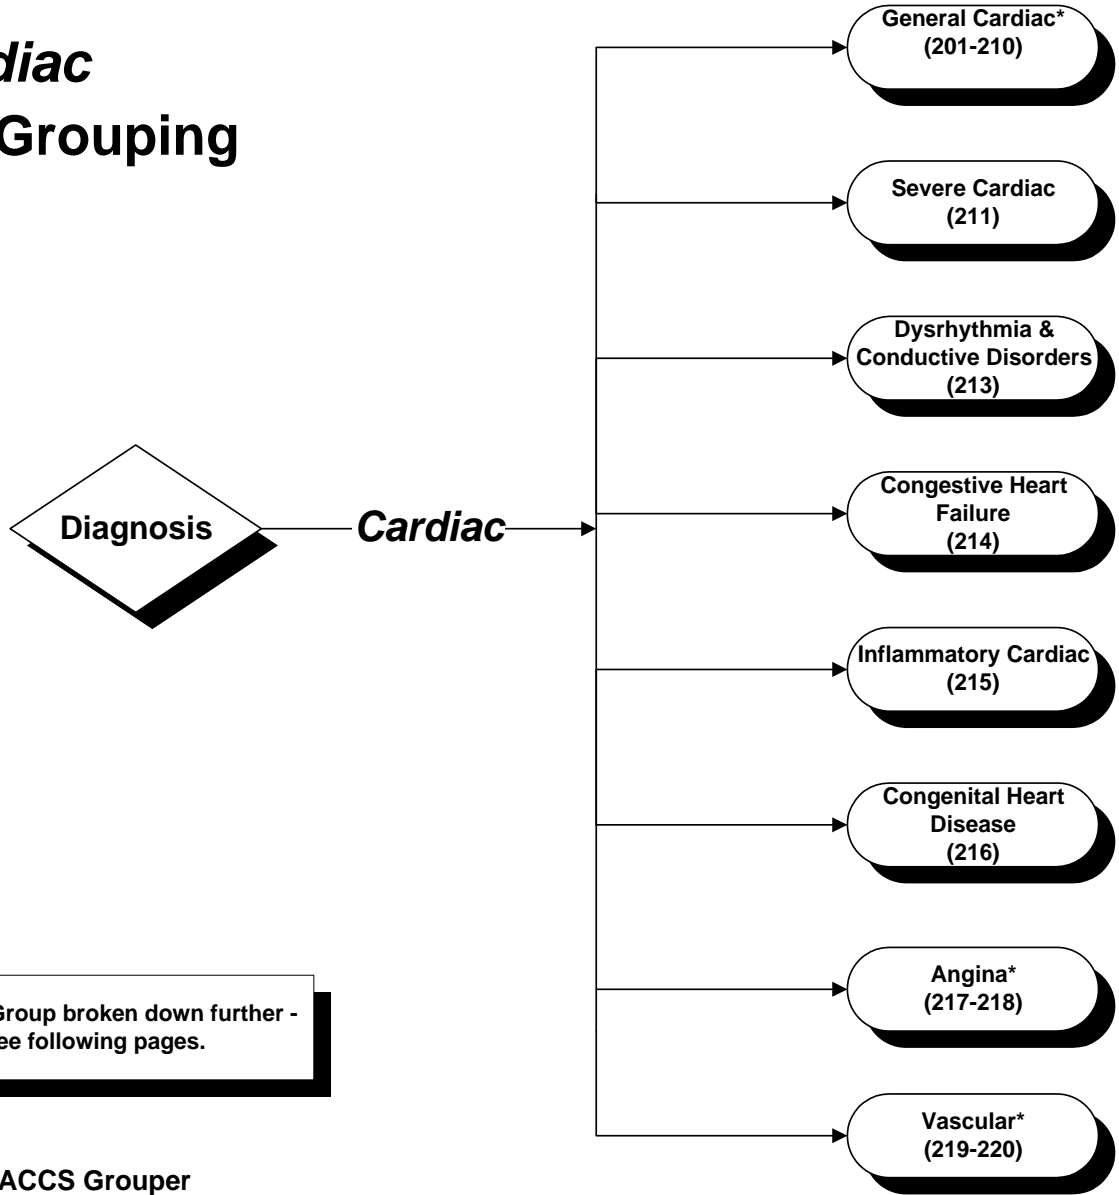 diac
Grouping
General Cardiac*
(201-210)
Severe Cardiac
(211)
Dysrhythmia &
Conductive Disorders
(213)
Diagnosis
Cardiac
Congestive Heart
Failure
(214)
Inflammatory Cardiac
(215)
Congenital Heart
Disease
(216)
Angina*
(217-218)
Group broken down further -
ee following pages.
Vascular*
(219-220)
ACCS Grouper